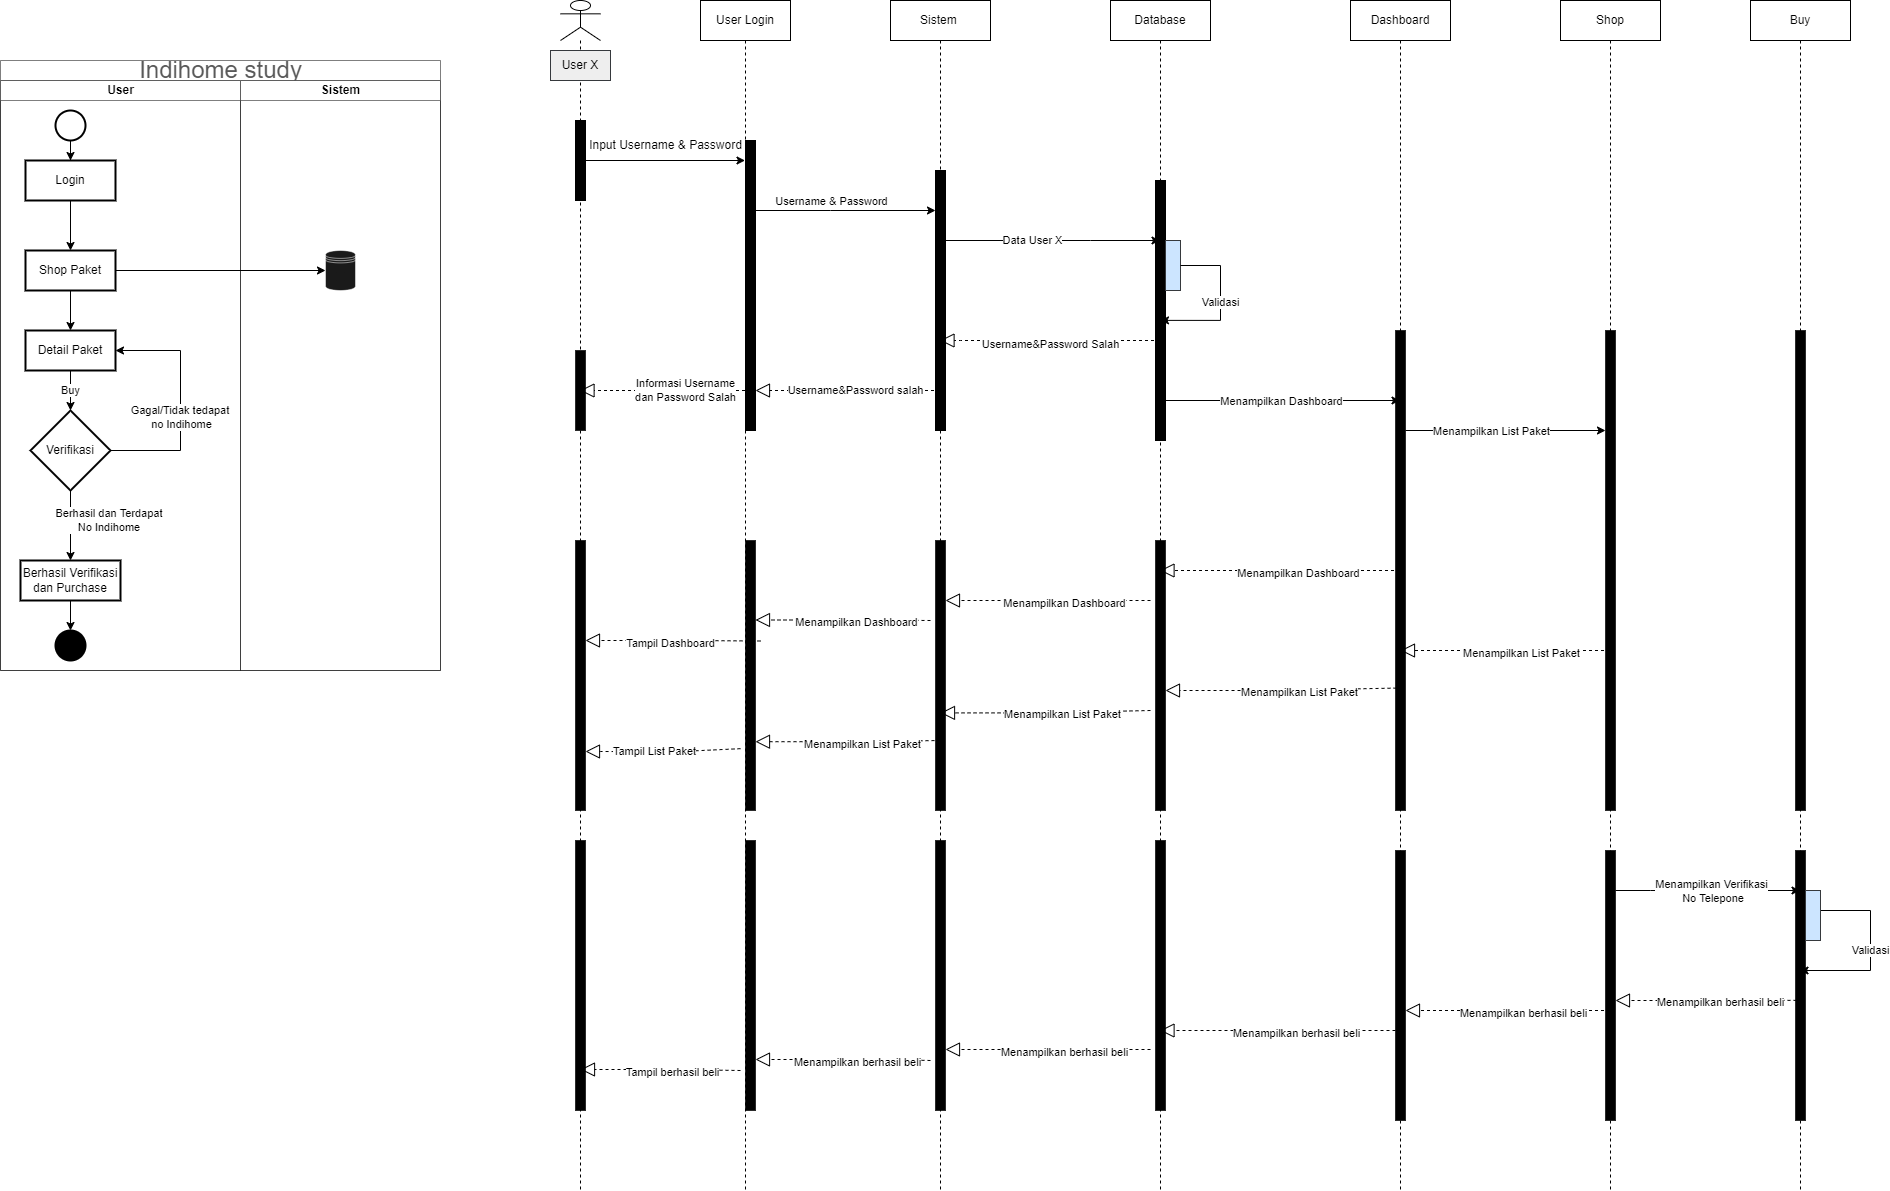 Indihome study
User
Sistem
Login
Shop Paket
Detail Paket
Buy
Gagal/Tidak tedapat
no Indihome
Verifikasi
Berhasil dan Terdapat
No Indihome
Berhasil Verifikasi
dan Purchase
User X
User Login
Sistem
Database
Dashboard
Shop
Buy
Input Username & Password
Username & Password
Data User X
Validasi
Username&Password Salah
Username&Password salah
Informasi Username
dan Password Salah
Menampilkan Dashboard
Menampilkan List Paket
Menampilkan Dashboard
Menampilkan Dashboard
Menampilkan Dashboard
Tampil Dashboard
Menampilkan List Paket
Menampilkan List Paket
Menampilkan List Paket
Menampilkan List Paket
Tampil List Paket
Menampilkan Verifikasi
No Telepone
Validasi
Menampilkan berhasil beli
Menampilkan berhasil beli
Menampilkan berhasil beli
Menampilkan berhasil beli
Menampilkan berhasil beli
Tampil berhasil beli